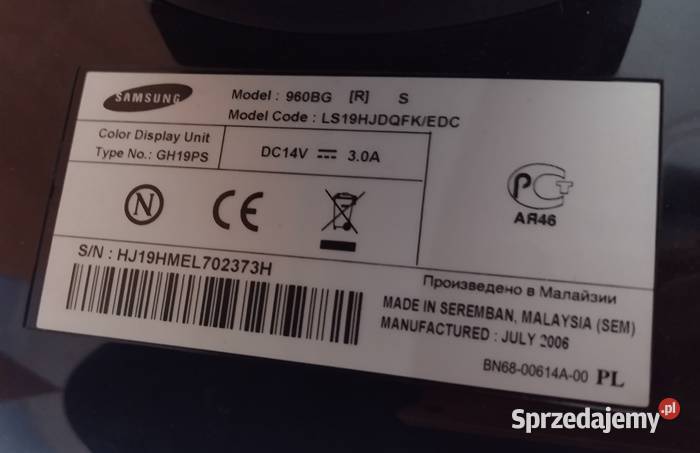 SAMSUNG
Model : 960BG [R] S
Model Code : LS19HJDQFK/EDC
Color Display Unit
Type No.: GH19PS
DC14V 3.0A
N
CE
PCT
АЯ46
S/N : HJ19HMEL702373H
Произведено в Малайзии
MADE IN SEREMBAN, MALAYSIA (SEM)
MANUFACTURED : JULY 2006
BN68-00614A-00 PL
Sprzedajemy.pl